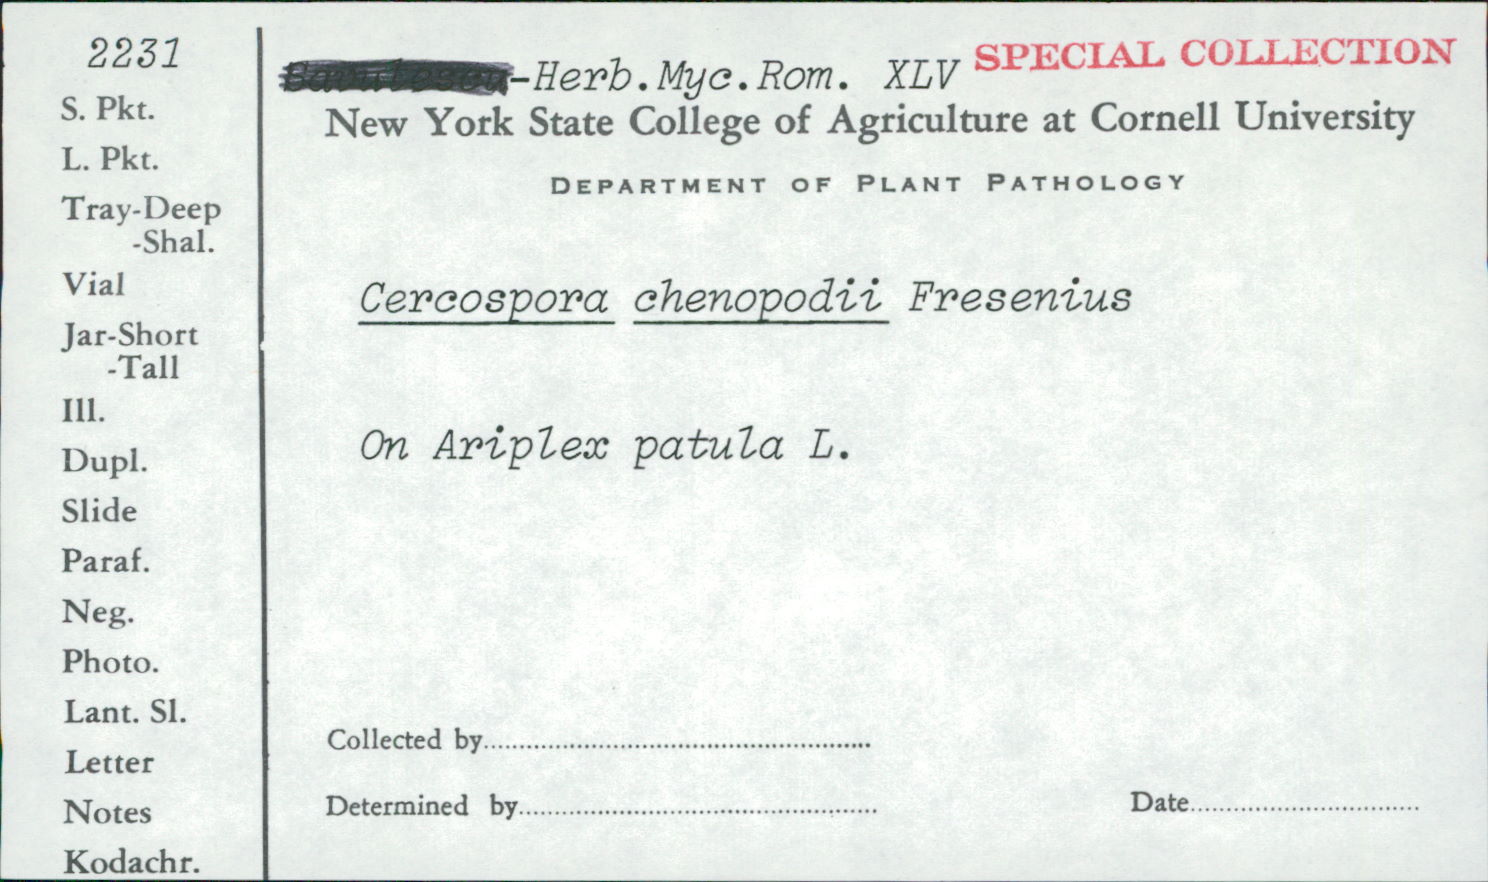 2231
-Herb.Myc.Rom. XLV
SPECIAL COLLECTION
New York State College of Agriculture at Cornell University
DEPARTMENT OF PLANT PATHOLOGY
S. Pkt.
L. Pkt.
Tray-Deep
-Shal.
Vial
Jar-Short
-Tall
Ill.
Dupl.
Slide
Paraf.
Neg.
Photo.
Lant. Sl.
Letter
Notes
Kodachr.
Cercospora chenopodii Fresenius
On Ariplex patula L.
Collected by
Determined by
Date